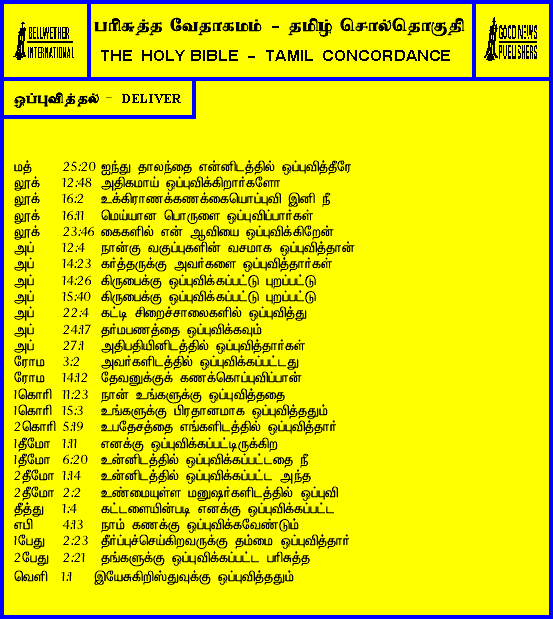 BELLWETHER
INTERNATIONAL
பரிசுத்த வேதாகமம் - தமிழ் சொல்தொகுதி
THE HOLY BIBLE - TAMIL CONCORDANCE
GOOD NEWS
PUBLISHERS
ஒப்புவித்தல் - DELIVER
மத் 25:20 ஐந்து தாலந்தை என்னிடத்தில் ஒப்புவித்தீரே
லூக் 12:48 அதிகமாய் ஒப்புவிக்கிறார்களோ
லூக் 16:2 உக்கிராணக்கணக்கையொப்புவி இனி நீ
லூக் 16:11 மெய்யான பொருளை ஒப்புவிப்பார்கள்
லூக் 23:46 கைகளில் என் ஆவியை ஒப்புவிக்கிறேன்
அப் 12:4 நான்கு வகுப்புகளின் வசமாக ஒப்புவித்தான்
அப் 14:23 கர்த்தருக்கு அவர்களை ஒப்புவித்தார்கள்
அப் 14:26 கிருபைக்கு ஒப்புவிக்கப்பட்டு புறப்பட்டு
அப் 15:40 கிருபைக்கு ஒப்புவிக்கப்பட்டு புறப்பட்டு
அப் 22:4 கட்டி சிறைச்சாலைகளில் ஒப்புவித்து
அப் 24:17 தர்மபணத்தை ஒப்புவிக்கவும்
அப் 27:1 அதிபதியினிடத்தில் ஒப்புவித்தார்கள்
ரோம 3:2 அவர்களிடத்தில் ஒப்புவிக்கப்பட்டது
ரோம 14:12 தேவனுக்குக் கணக்கொப்புவிப்பான்
1கொரி 11:23 நான் உங்களுக்கு ஒப்புவித்ததை
1கொரி 15:3 உங்களுக்கு பிரதானமாக ஒப்புவித்ததும்
2கொரி 5:19 உபதேசத்தை எங்களிடத்தில் ஒப்புவித்தார்
1தீமோ 1:11 எனக்கு ஒப்புவிக்கப்பட்டிருக்கிற
1தீமோ 6:20 உன்னிடத்தில் ஒப்புவிக்கப்பட்டதை நீ
2தீமோ 1:14 உன்னிடத்தில் ஒப்புவிக்கப்பட்ட அந்த
2தீமோ 2:2 உண்மையுள்ள மனுஷர்களிடத்தில் ஒப்புவி
தீத்து 1:4 கட்டளையின்படி எனக்கு ஒப்புவிக்கப்பட்ட
எபி 4:13 நாம் கணக்கு ஒப்புவிக்கவேண்டும்
1பேது 2:23 தீர்ப்புச்செய்கிறவருக்கு தம்மை ஒப்புவித்தார்
2பேது 2:21 தங்களுக்கு ஒப்புவிக்கப்பட்ட பரிசுத்த
வெளி 1:1 இயேசுகிறிஸ்துவுக்கு ஒப்புவித்ததும்